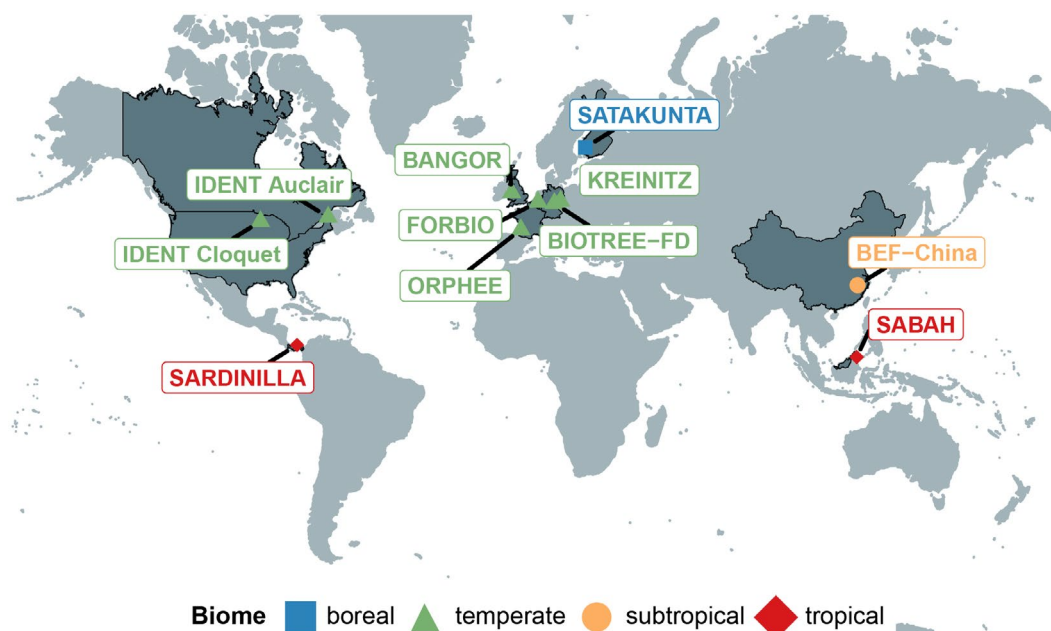 SATAKUNTA
BANGOR
KREINITZ
IDENT Auclair
FORBIO
BIOTREE−FD
IDENT Cloquet
BEF−China
ORPHEE
SABAH
SARDINILLA
Biome boreal temperate subtropical tropical